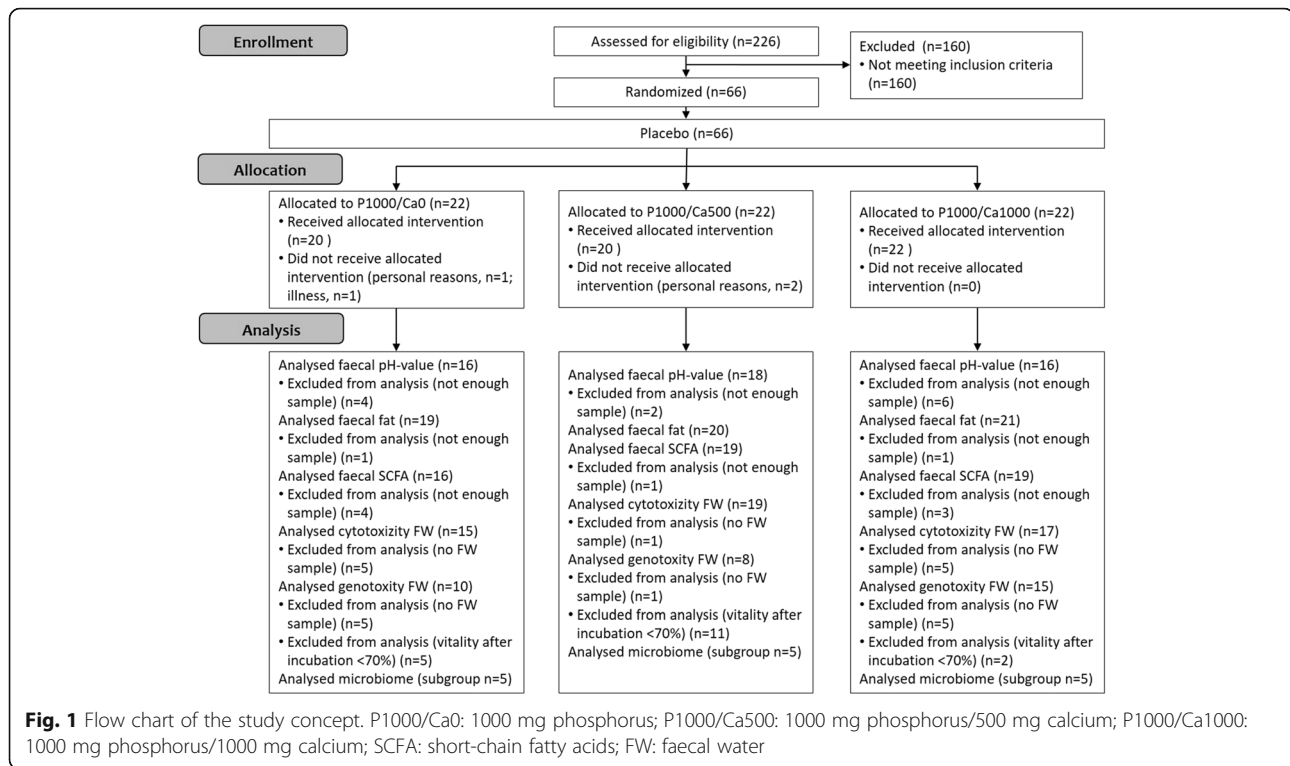 Enrollment
Assessed for eligibility (n=226)
Excluded (n=160)
• Not meeting inclusion criteria
(n=160)
Randomized (n=66)
Placebo (n=66)
Allocation
Allocated to P1000/Ca0 (n=22)
• Received allocated intervention
(n=20 )
• Did not receive allocated
intervention (personal reasons, n=1;
illness, n=1)
Allocated to P1000/Ca500 (n=22)
• Received allocated intervention
(n=20 )
• Did not receive allocated
intervention (personal reasons, n=2)
Allocated to P1000/Ca1000 (n=22)
• Received allocated intervention
(n=22 )
• Did not receive allocated
intervention (n=0)
Analysis
Analysed faecal pH-value (n=16)
• Excluded from analysis (not enough
sample) (n=4)
Analysed faecal fat (n=19)
• Excluded from analysis (not enough
sample) (n=1)
Analysed faecal SCFA (n=16)
• Excluded from analysis (not enough
sample) (n=4)
Analysed cytotoxizity FW (n=15)
• Excluded from analysis (no FW
sample) (n=5)
Analysed genotoxity FW (n=10)
• Excluded from analysis (no FW
sample) (n=5)
• Excluded from analysis (vitality after
incubation <70%) (n=5)
Analysed microbiome (subgroup n=5)
Analysed faecal pH-value (n=18)
• Excluded from analysis (not enough
sample) (n=2)
Analysed faecal fat (n=20)
Analysed faecal SCFA (n=19)
• Excluded from analysis (not enough
sample) (n=1)
Analysed cytotoxizity FW (n=19)
• Excluded from analysis (no FW
sample) (n=1)
Analysed genotoxity FW (n=8)
• Excluded from analysis (no FW
sample) (n=1)
• Excluded from analysis (vitality after
incubation <70%) (n=11)
Analysed microbiome (subgroup n=5)
Analysed faecal pH-value (n=16)
• Excluded from analysis (not enough
sample) (n=6)
Analysed faecal fat (n=21)
• Excluded from analysis (not enough
sample) (n=1)
Analysed faecal SCFA (n=19)
• Excluded from analysis (not enough
sample) (n=3)
Analysed cytotoxizity FW (n=17)
• Excluded from analysis (no FW
sample) (n=5)
Analysed genotoxity FW (n=15)
• Excluded from analysis (no FW
sample) (n=5)
• Excluded from analysis (vitality after
incubation <70%) (n=2)
Analysed microbiome (subgroup n=5)
Fig. 1 Flow chart of the study concept. P1000/Ca0: 1000 mg phosphorus; P1000/Ca500: 1000 mg phosphorus/500 mg calcium; P1000/Ca1000:
1000 mg phosphorus/1000 mg calcium; SCFA: short-chain fatty acids; FW: faecal water